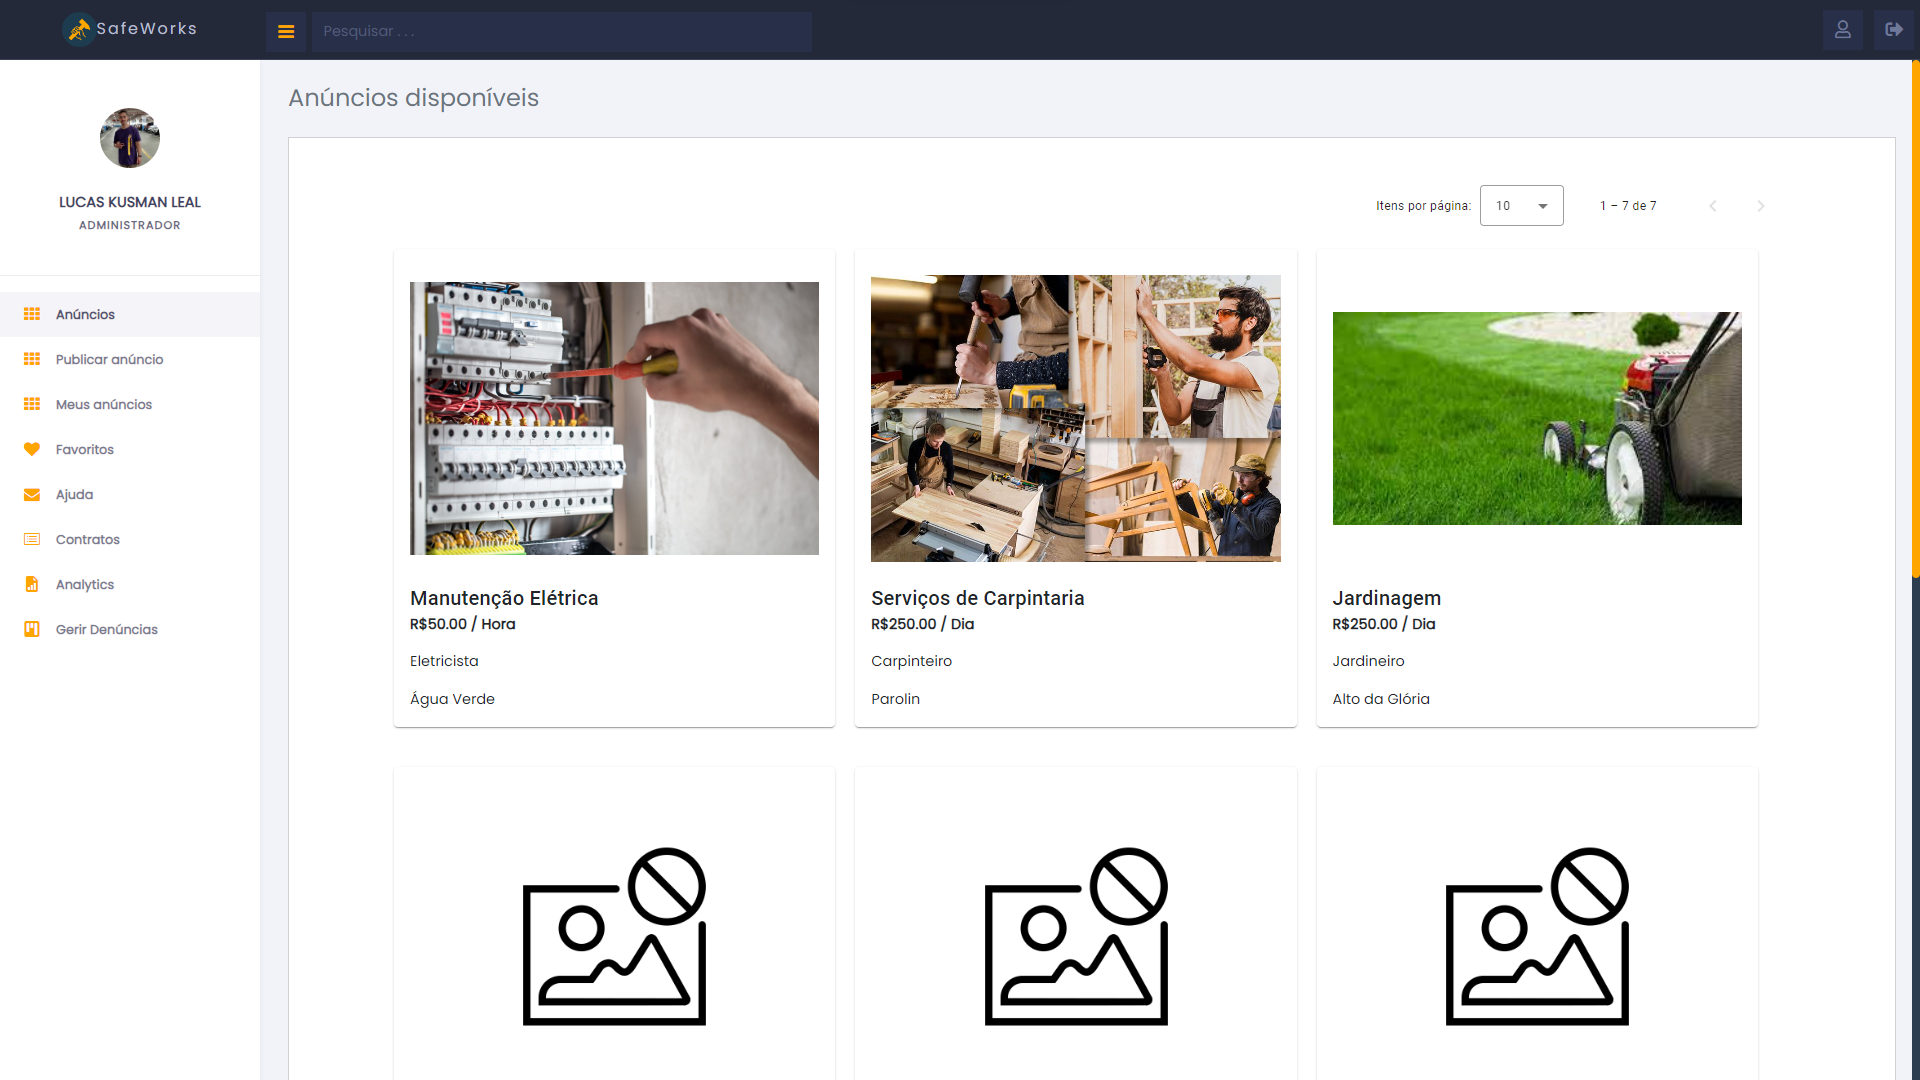 SafeWorks
Pesquisar . . .
LUCAS KUSMAN LEAL
ADMINISTRADOR
Anúncios
Publicar anúncio
Meus anúncios
Favoritos
Ajuda
Contratos
Analytics
Gerir Denúncias
Anúncios disponíveis
Itens por página: 10 1 – 7 de 7
Manutenção Elétrica
R$50.00 / Hora
Eletricista
Água Verde
Serviços de Carpintaria
R$250.00 / Dia
Carpinteiro
Parolin
Jardinagem
R$250.00 / Dia
Jardineiro
Alto da Glória